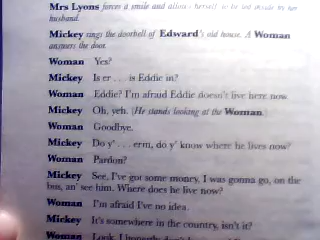 Mrs Lyons forces a smile and allows herself to be led inside by her
husband.
Mickey rings the doorbell of Edward's old house. A Woman
answers the door.
Woman Yes?
Mickey Is er . . . is Eddie in?
Woman Eddie? I'm afraid Eddie doesn't live here now.
Mickey Oh, yeh. (He stands looking at the Woman.)
Woman Goodbye.
Mickey Do y' . . . erm, do y' know where he lives now?
Woman Pardon?
Mickey See, I've got some money, I was gonna go, on the
bus, an' see him. Where does he live now?
Woman I'm afraid I've no idea.
Mickey It's somewhere in the country, isn't it?
Woman Look, I honestly don't